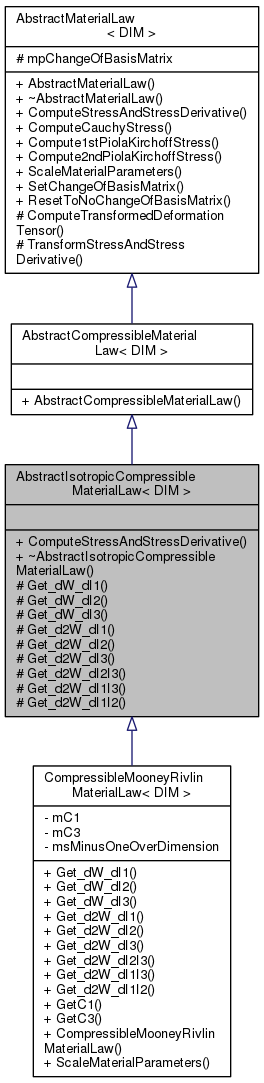 AbstractMaterialLaw
< DIM >
# mpChangeOfBasisMatrix
+ AbstractMaterialLaw()
+ ~AbstractMaterialLaw()
+ ComputeStressAndStressDerivative()
+ ComputeCauchyStress()
+ Compute1stPiolaKirchoffStress()
+ Compute2ndPiolaKirchoffStress()
+ ScaleMaterialParameters()
+ SetChangeOfBasisMatrix()
+ ResetToNoChangeOfBasisMatrix()
# ComputeTransformedDeformation
Tensor()
# TransformStressAndStress
Derivative()
AbstractCompressibleMaterial
Law< DIM >
+ AbstractCompressibleMaterialLaw()
AbstractIsotropicCompressible
MaterialLaw< DIM >
+ ComputeStressAndStressDerivative()
+ ~AbstractIsotropicCompressible
MaterialLaw()
# Get_dW_dI1()
# Get_dW_dI2()
# Get_dW_dI3()
# Get_d2W_dI1()
# Get_d2W_dI2()
# Get_d2W_dI3()
# Get_d2W_dI2I3()
# Get_d2W_dI1I3()
# Get_d2W_dI1I2()
CompressibleMooneyRivlin
MaterialLaw< DIM >
- mC1
- mC3
- msMinusOneOverDimension
+ Get_dW_dI1()
+ Get_dW_dI2()
+ Get_dW_dI3()
+ Get_d2W_dI1()
+ Get_d2W_dI2()
+ Get_d2W_dI3()
+ Get_d2W_dI2I3()
+ Get_d2W_dI1I3()
+ Get_d2W_dI1I2()
+ GetC1()
+ GetC3()
+ CompressibleMooneyRivlin
MaterialLaw()
+ ScaleMaterialParameters()